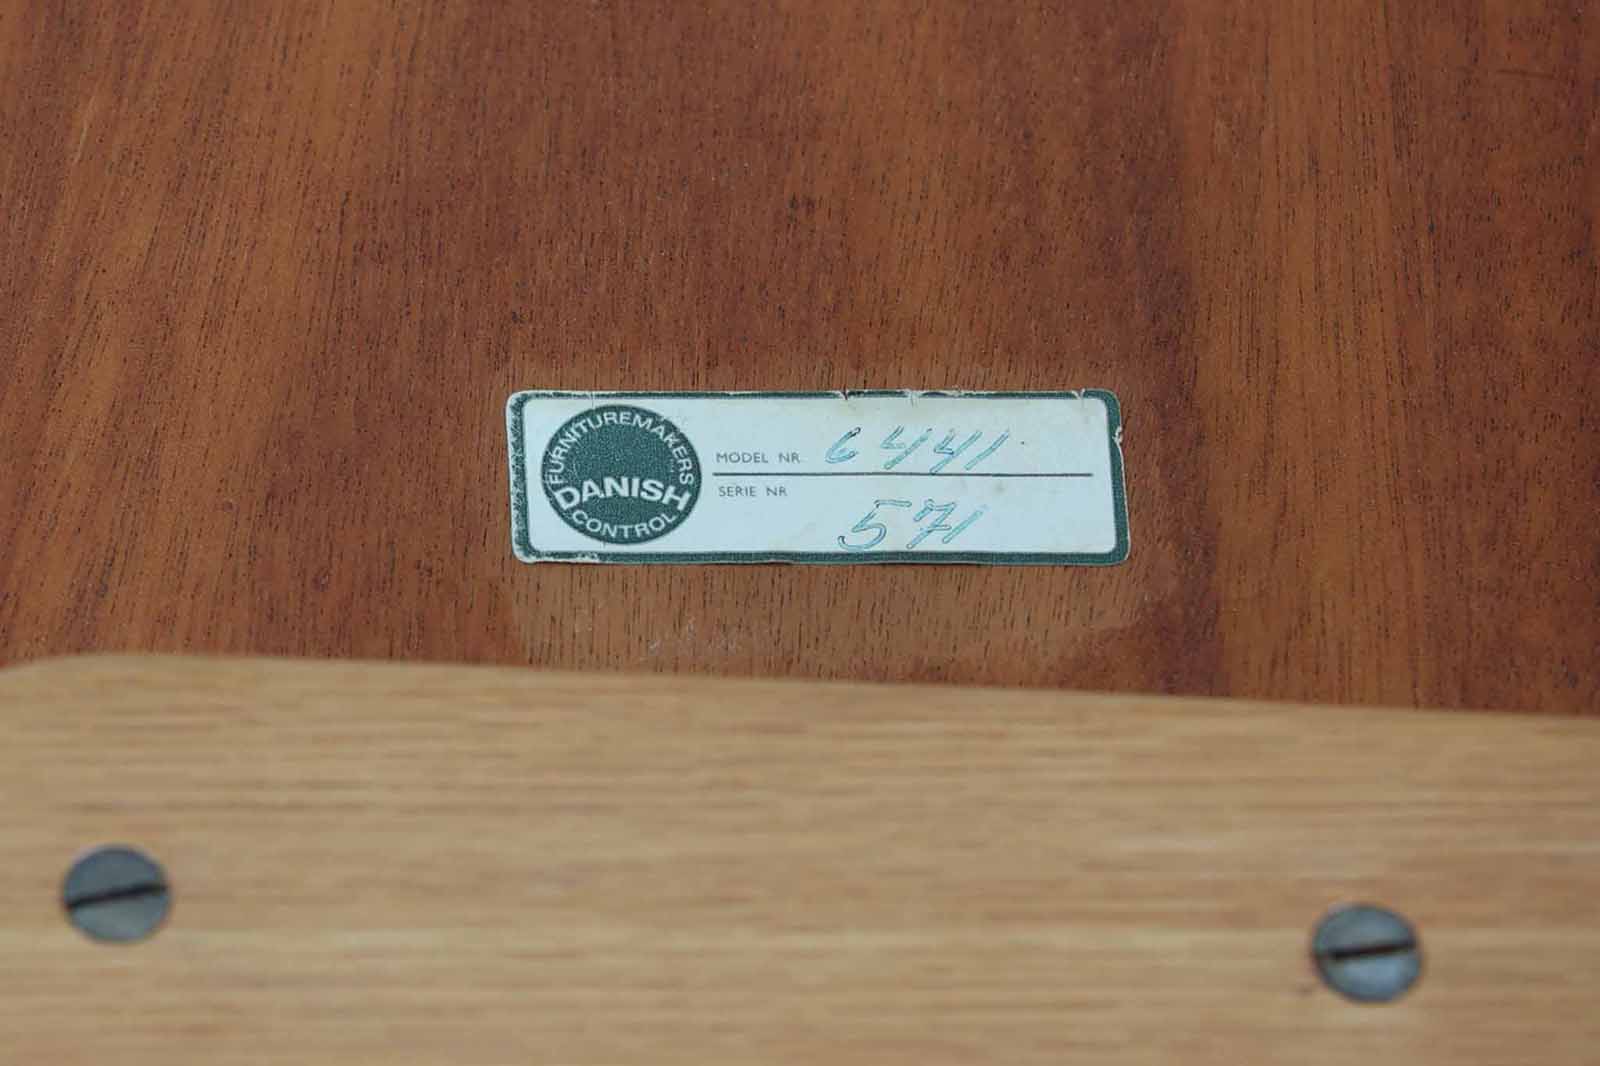 FURNITUREMAKERS
DANISH
CONTROL
MODEL NR 6441
SERIE NR 571